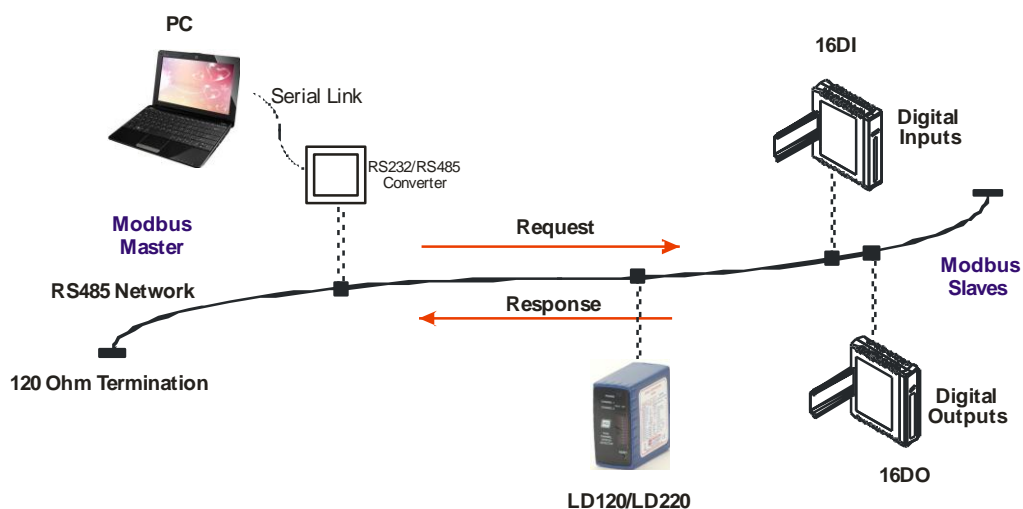 PC
16DI
Serial Link
Digital
Inputs
RS232/RS485
Converter
Modbus
Master
Request
RS485 Network
Modbus
Slaves
Response
120 Ohm Termination
Digital
Outputs
LD120/LD220
16DO